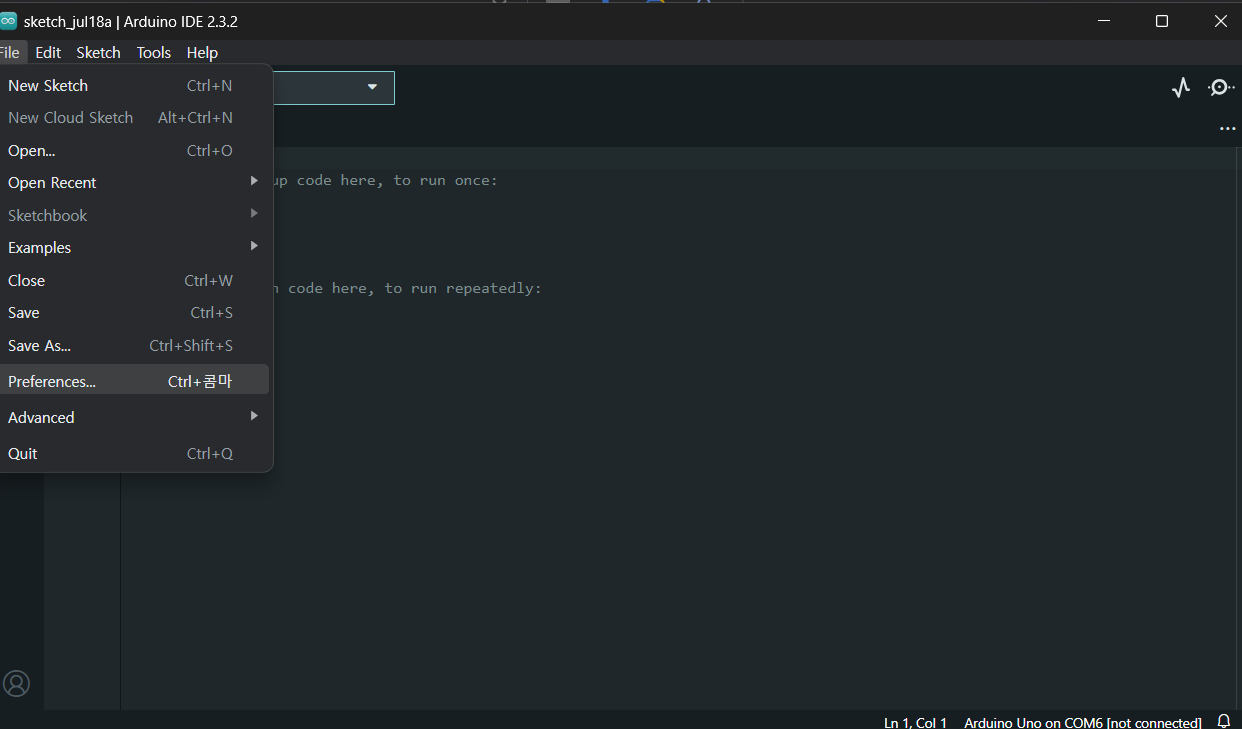 sketch_jul18a | Arduino IDE 2.3.2
File Edit Sketch Tools Help
New Sketch Ctrl+N
New Cloud Sketch Alt+Ctrl+N
Open... Ctrl+O
Open Recent
Sketchbook
Examples
Close Ctrl+W
Save Ctrl+S
Save As... Ctrl+Shift+S
Preferences... Ctrl+콤마
Advanced
Quit Ctrl+Q
up code here, to run once:
code here, to run repeatedly:
Ln 1, Col 1 Arduino Uno on COM6 [not connected]